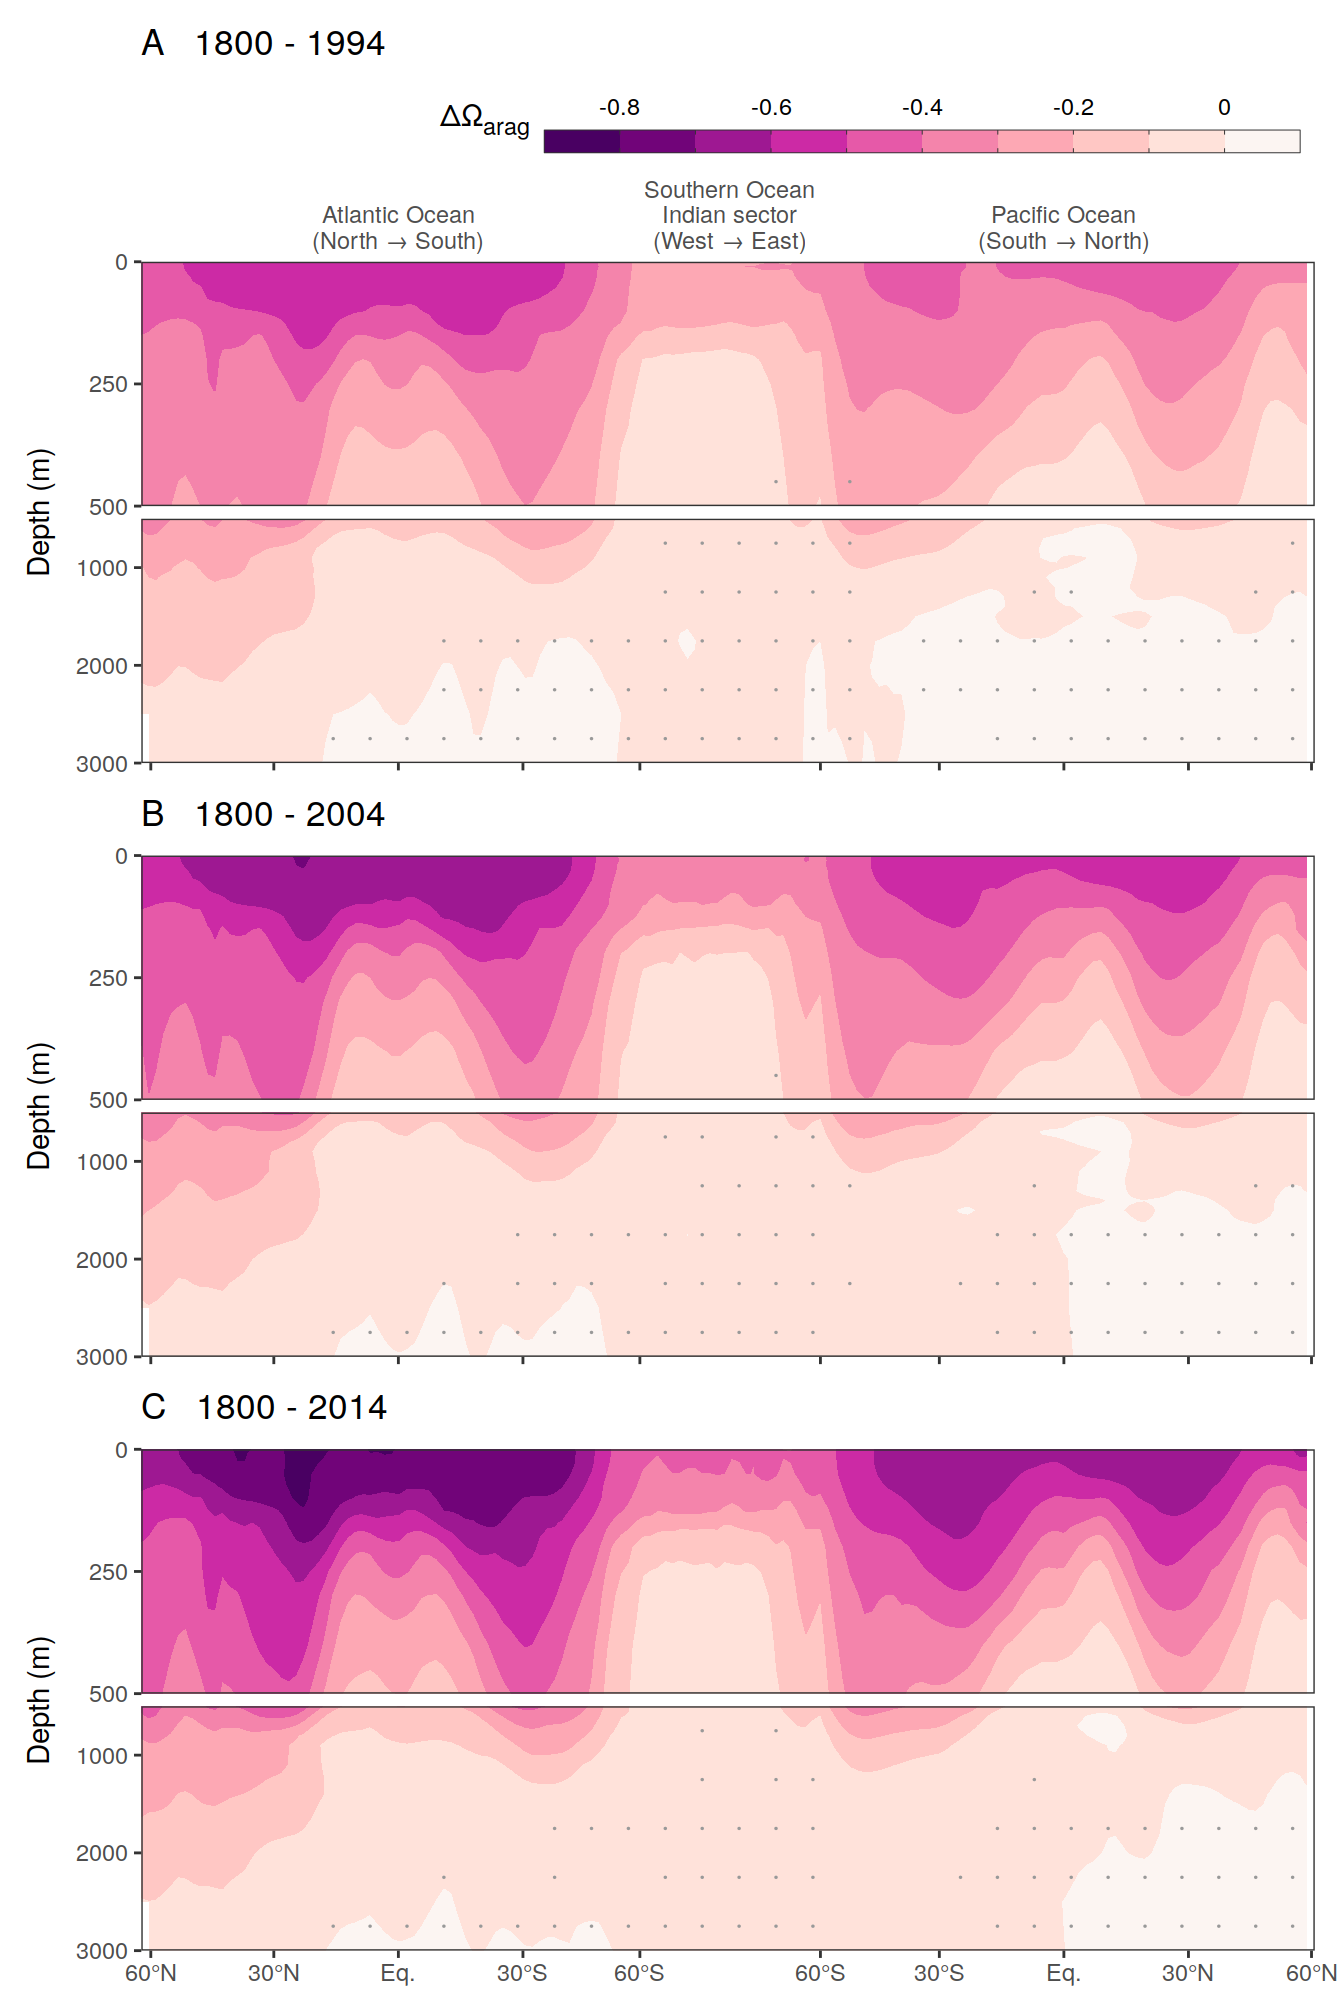 A 1800 - 1994
ΔΩarag
-0.8 -0.6 -0.4 -0.2 0
Atlantic Ocean
(North → South)
Southern Ocean
Indian sector
(West → East)
Pacific Ocean
(South → North)
Depth (m)
0
250
500
1000
2000
3000
B 1800 - 2004
Depth (m)
0
250
500
1000
2000
3000
C 1800 - 2014
Depth (m)
0
250
500
1000
2000
3000
60°N 30°N Eq. 30°S 60°S 60°S 30°S Eq. 30°N 60°N